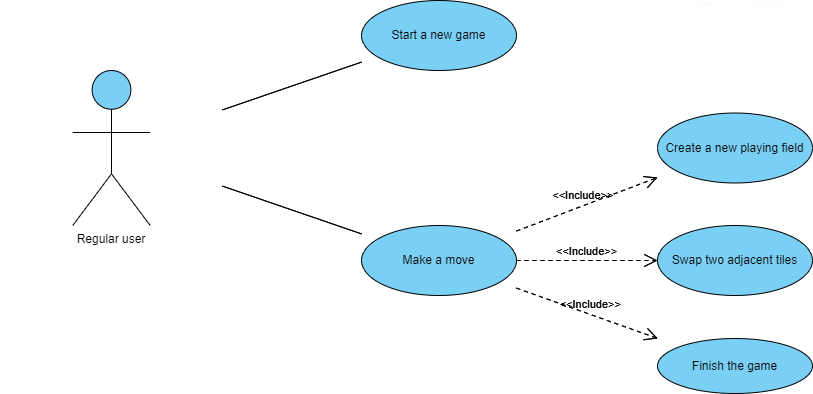 Start a new game
Create a new playing field
<<Include>>
Regular user
<<Include>>
Make a move
Swap two adjacent tiles
<<Include>>
Finish the game